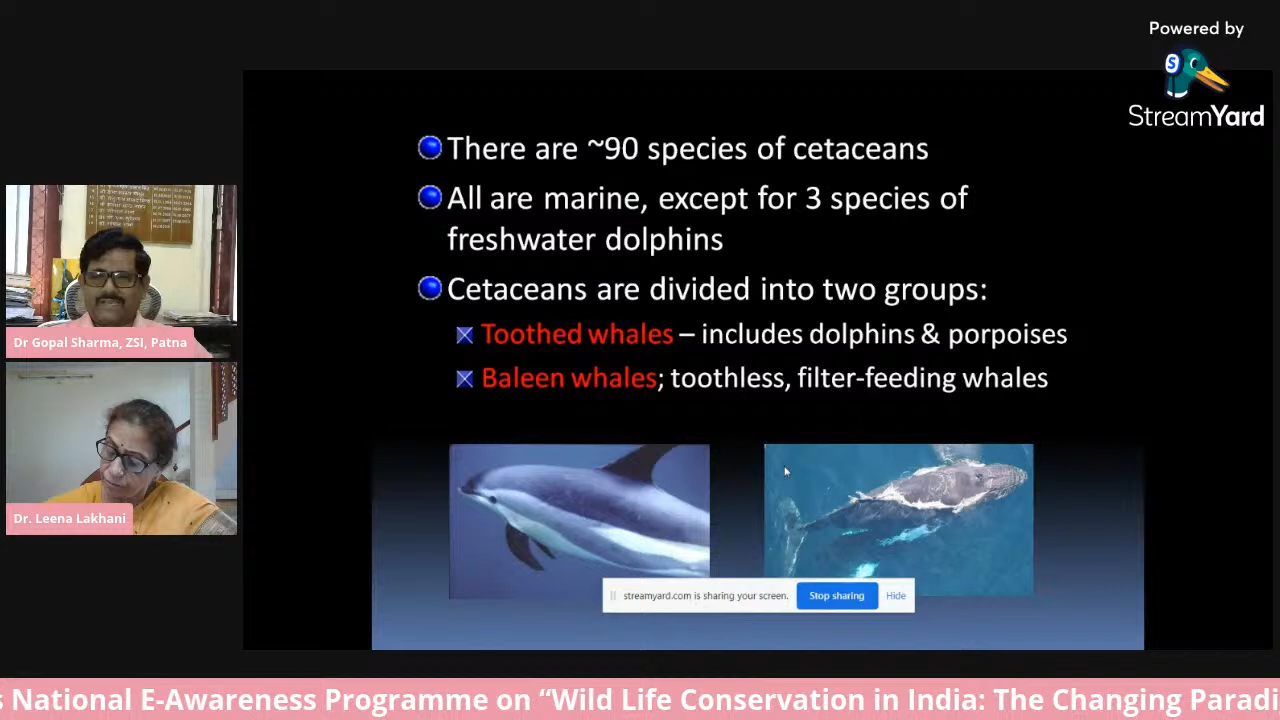 Powered by
StreamYard
There are ~90 species of cetaceans
All are marine, except for 3 species of
freshwater dolphins
Cetaceans are divided into two groups:
Toothed whales – includes dolphins & porpoises
Baleen whales; toothless, filter-feeding whales
Dr Gopal Sharma, ZSI, Patna
Dr. Leena Lakhani
streamyard.com is sharing your screen.
Stop sharing
Hide
s National E-Awareness Programme on “Wild Life Conservation in India: The Changing Paradi